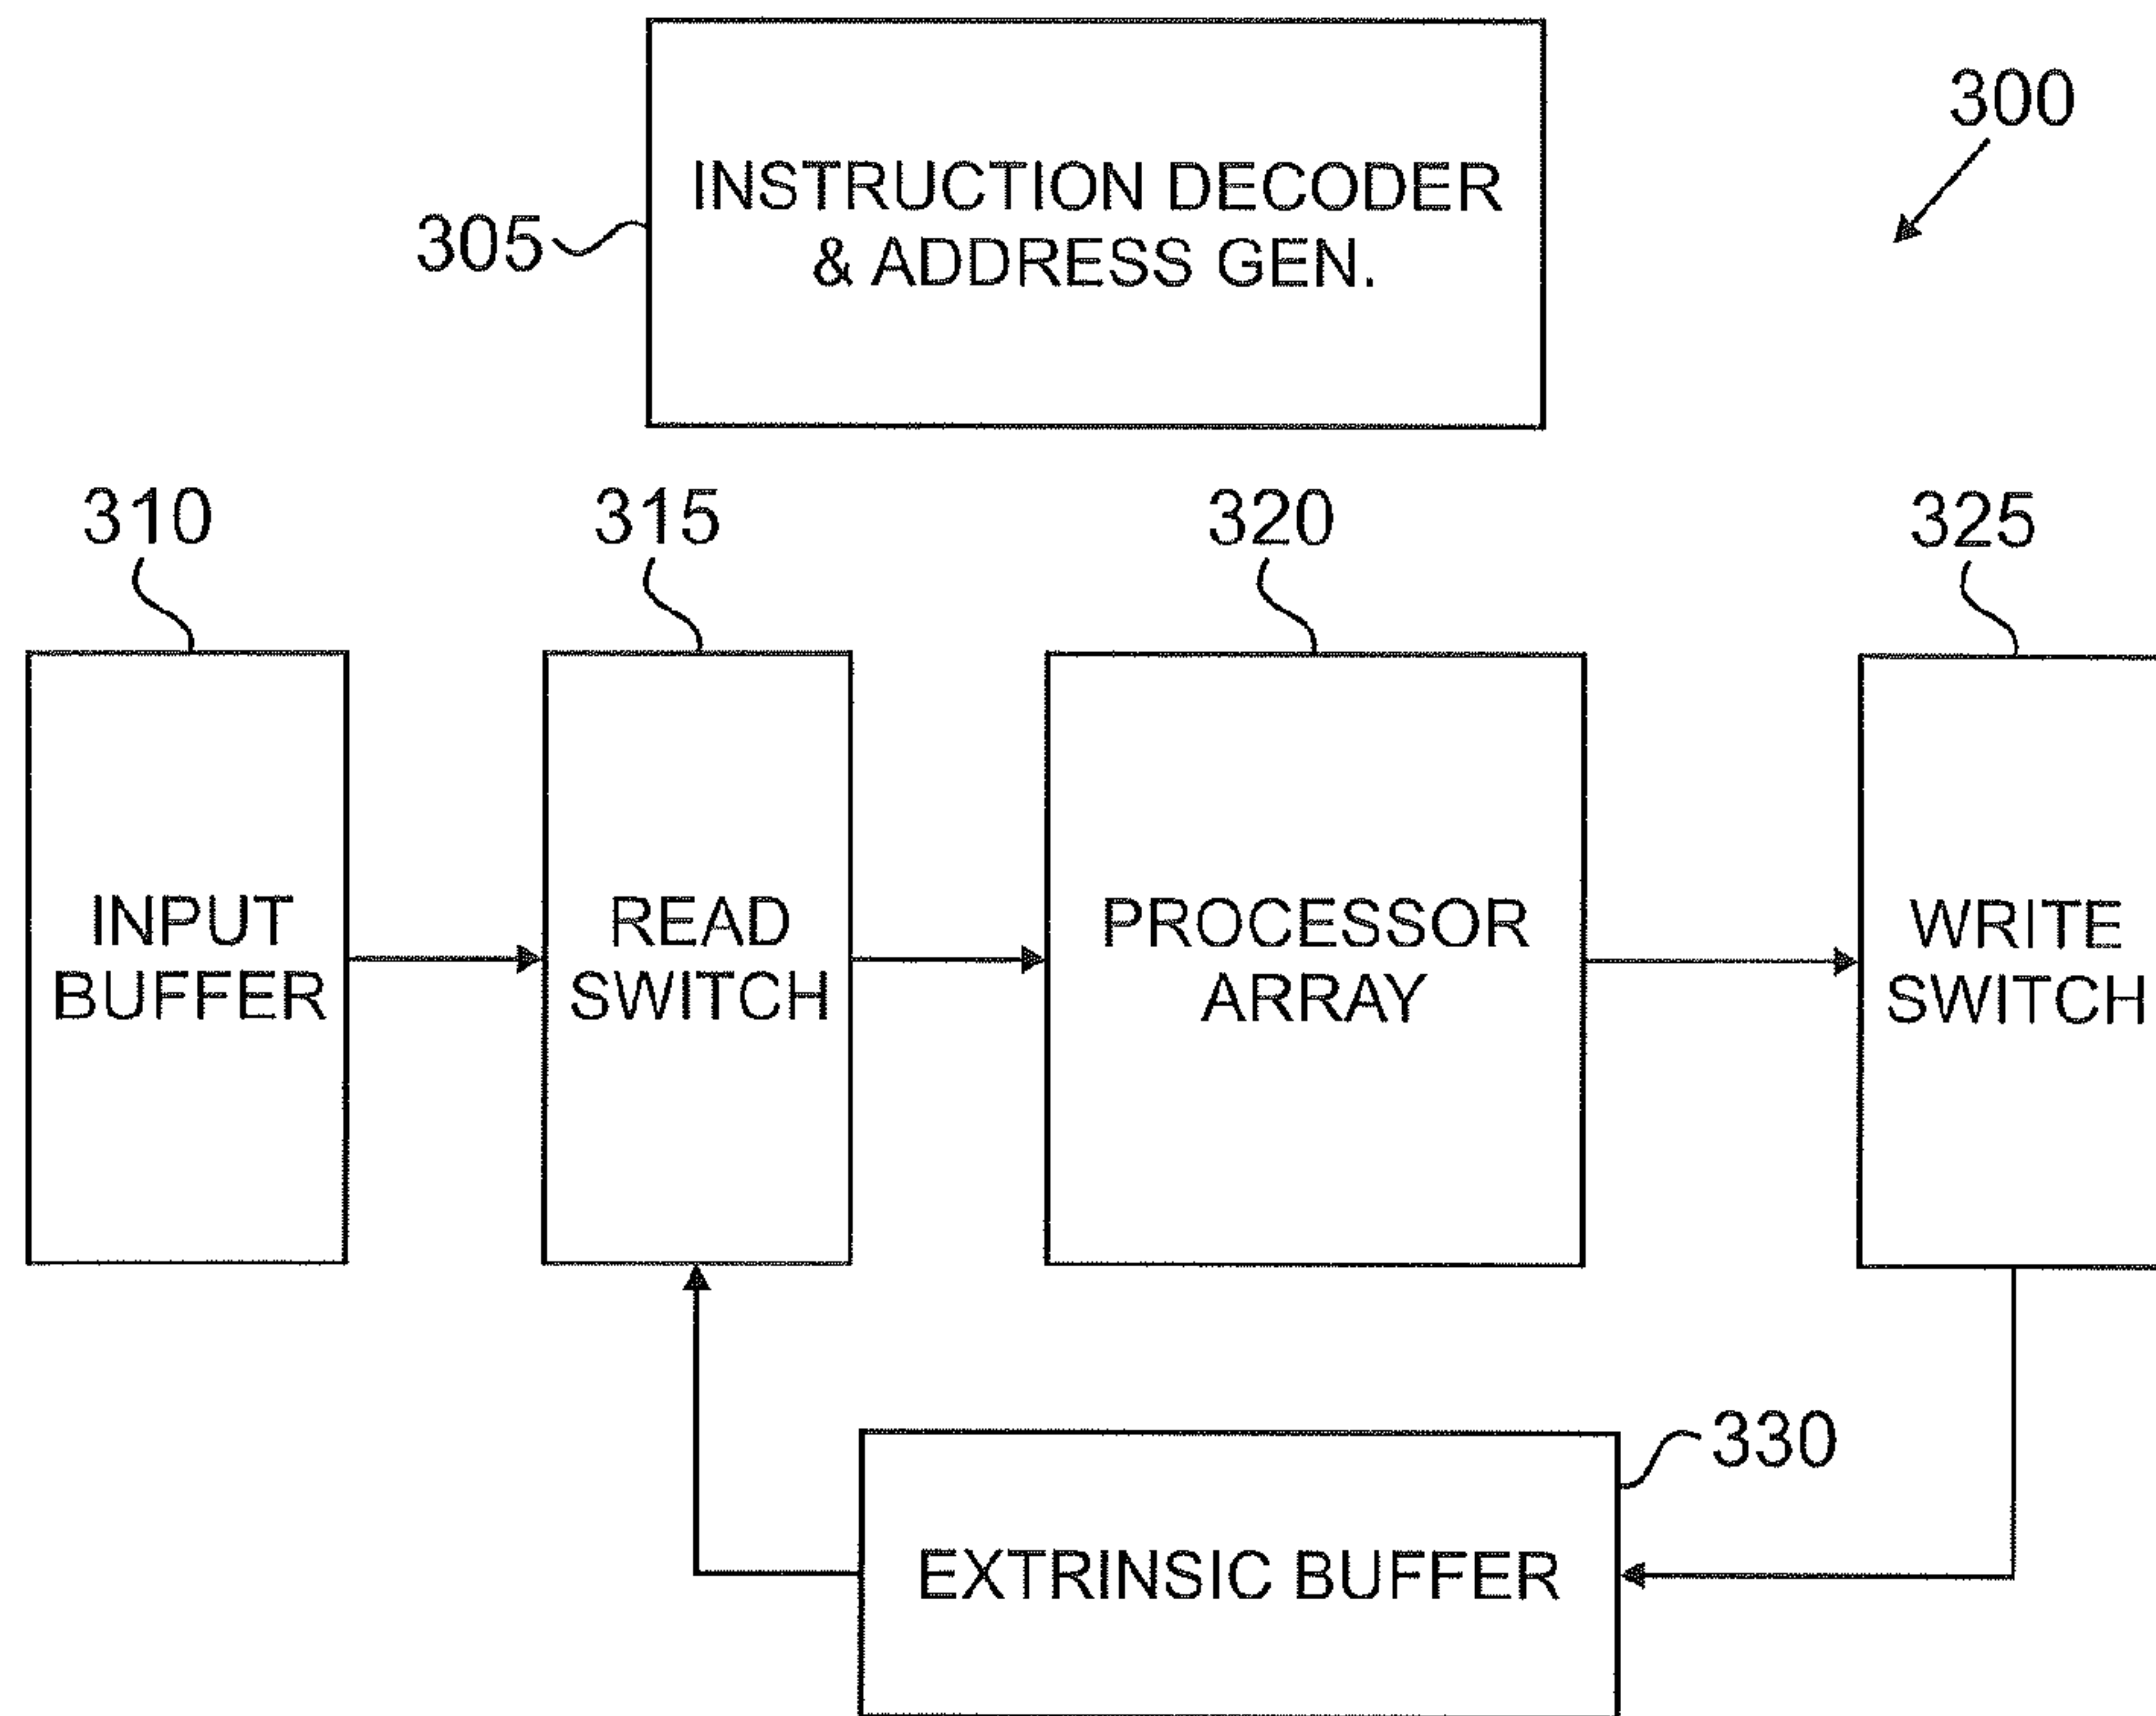 300
305
INSTRUCTION DECODER
& ADDRESS GEN.
310
315
320
325
INPUT
BUFFER
READ
SWITCH
PROCESSOR
ARRAY
WRITE
SWITCH
330
EXTRINSIC BUFFER